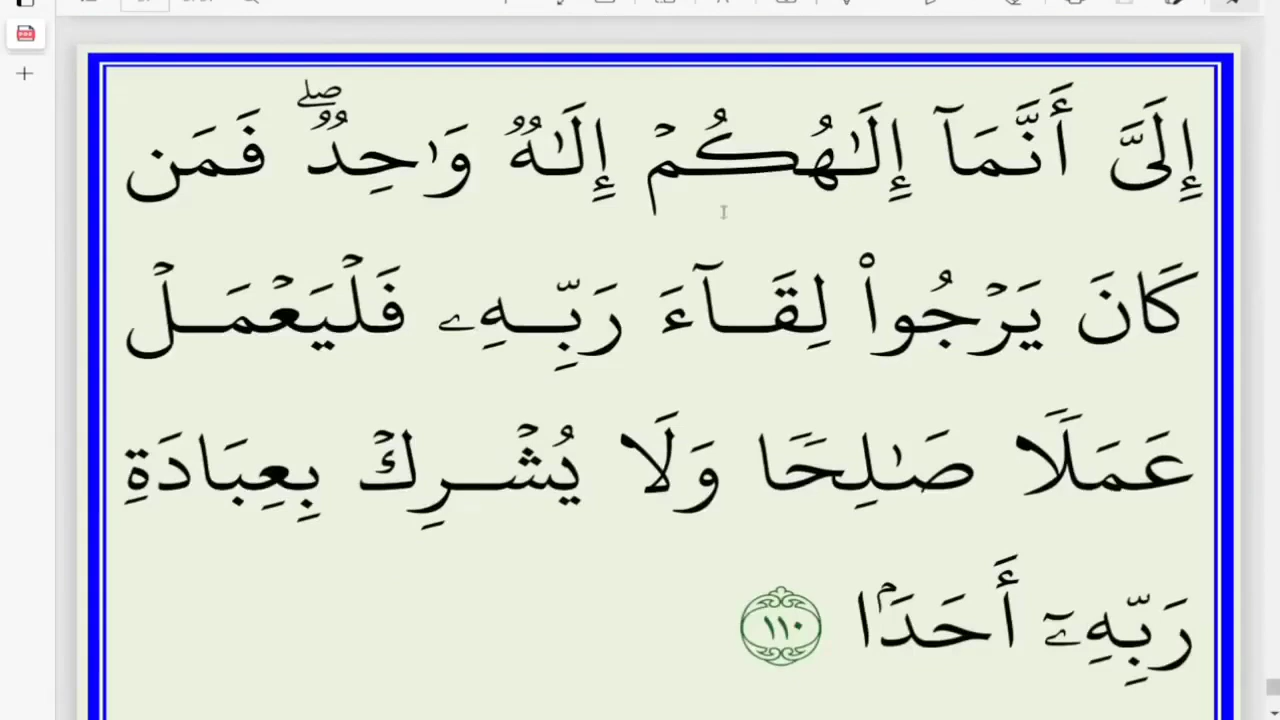 إِلَىَّ أَنَّمَآ إِلَـٰهُكُمْ إِلَـٰهٌ وَٰحِدٌ ۖ فَمَن
كَانَ يَرْجُوا۟ لِقَآءَ رَبِّهِۦ فَلْيَعْمَلْ
عَمَلًا صَـٰلِحًا وَلَا يُشْرِكْ بِعِبَادَةِ
رَبِّهِۦٓ أَحَدَۢا ١١٠